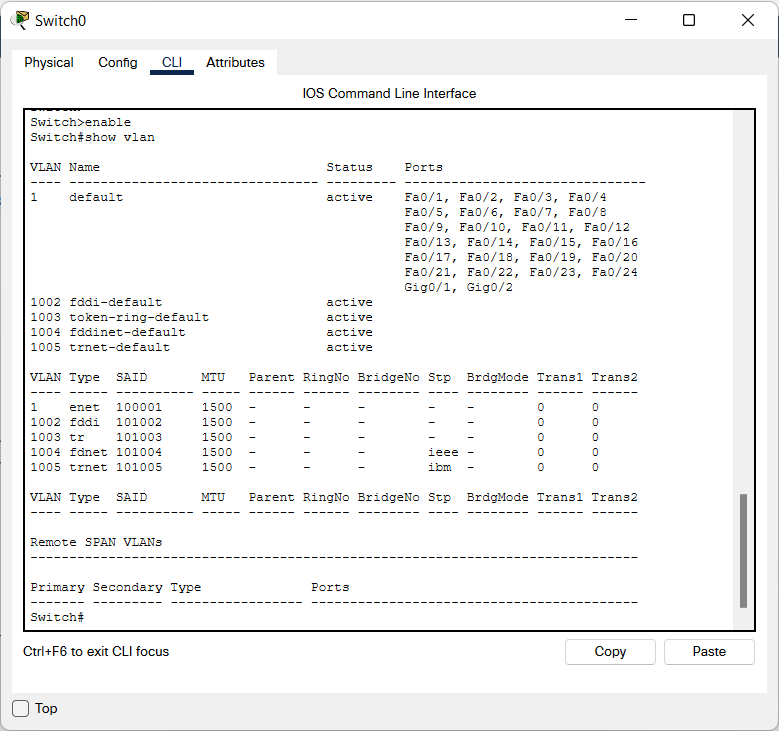 Switch0
Physical Config CLI Attributes
IOS Command Line Interface
Switch>enable
Switch#show vlan
VLAN Name                             Status    Ports
---- -------------------------------- --------- -------------------------------
1    default                          active    Fa0/1, Fa0/2, Fa0/3, Fa0/4
                                                Fa0/5, Fa0/6, Fa0/7, Fa0/8
                                                Fa0/9, Fa0/10, Fa0/11, Fa0/12
                                                Fa0/13, Fa0/14, Fa0/15, Fa0/16
                                                Fa0/17, Fa0/18, Fa0/19, Fa0/20
                                                Fa0/21, Fa0/22, Fa0/23, Fa0/24
                                                Gig0/1, Gig0/2
1002 fddi-default                     active
1003 token-ring-default               active
1004 fddinet-default                  active
1005 trnet-default                    active
VLAN Type  SAID       MTU   Parent RingNo BridgeNo Stp  BrdgMode Trans1 Trans2
---- ----- ---------- ----- ------ ------ -------- ---- -------- ------ ------
1    enet  100001     1500  -      -      -        -    -        0      0
1002 fddi  101002     1500  -      -      -        -    -        0      0
1003 tr    101003     1500  -      -      -        -    -        0      0
1004 fdnet 101004     1500  -      -      -        ieee -        0      0
1005 trnet 101005     1500  -      -      -        ibm  -        0      0
VLAN Type  SAID       MTU   Parent RingNo BridgeNo Stp  BrdgMode Trans1 Trans2
---- ----- ---------- ----- ------ ------ -------- ---- -------- ------ ------
Remote SPAN VLANs
------------------------------------------------------------------------------
Primary Secondary Type              Ports
------- --------- ----------------- ------------------------------------------
Switch#
Ctrl+F6 to exit CLI focus
Copy Paste
Top